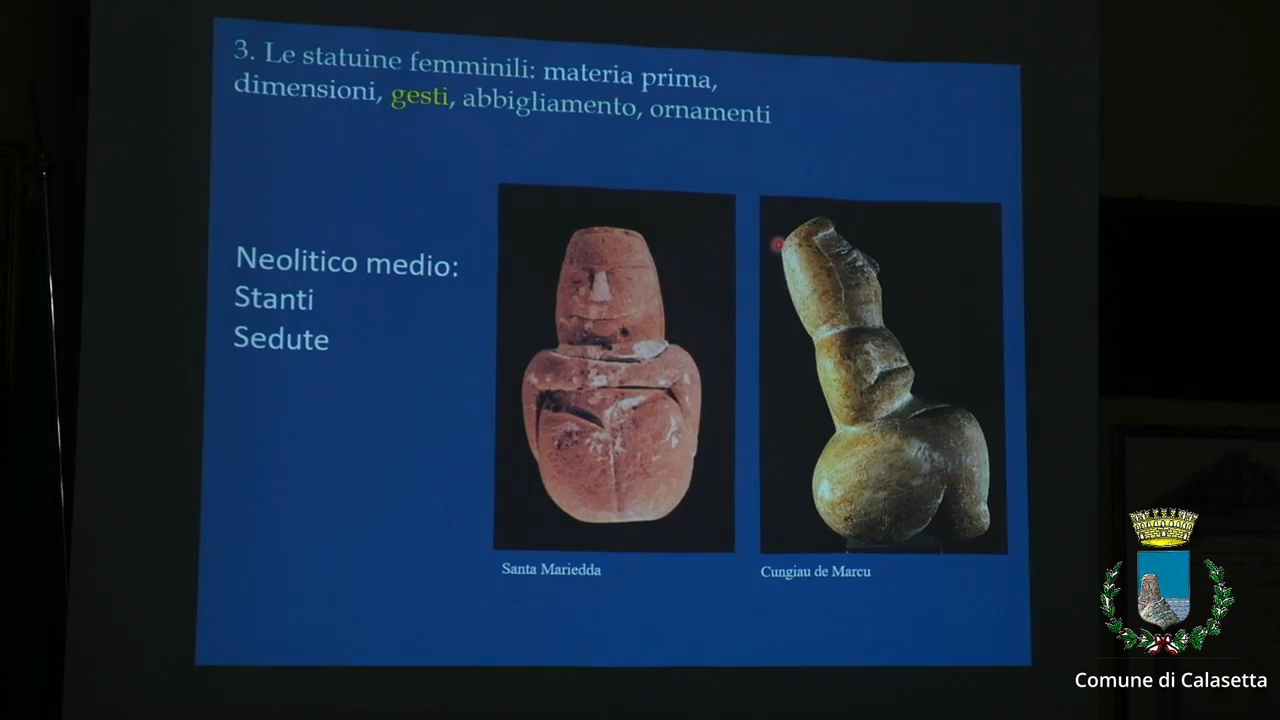 3. Le statuine femminili: materia prima,
dimensioni, gesti, abbigliamento, ornamenti
Neolitico medio:
Stanti
Sedute
Santa Mariedda
Cungiau de Marcu
Comune di Calasetta